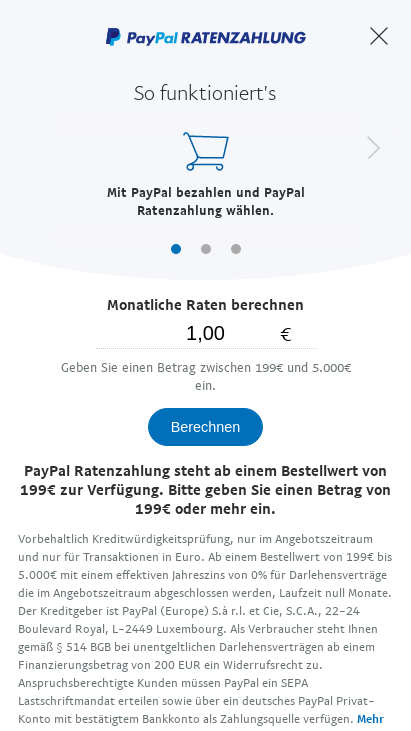 PayPal RATENZAHLUNG
So funktioniert's
Mit PayPal bezahlen und PayPal
Ratenzahlung wählen.
Monatliche Raten berechnen
1,00 €
Geben Sie einen Betrag zwischen 199€ und 5.000€
ein.
Berechnen
PayPal Ratenzahlung steht ab einem Bestellwert von
199€ zur Verfügung. Bitte geben Sie einen Betrag von
199€ oder mehr ein.
Vorbehaltlich Kreditwürdigkeitsprüfung, nur im Angebotszeitraum
und nur für Transaktionen in Euro. Ab einem Bestellwert von 199€ bis
5.000€ mit einem effektiven Jahreszins von 0% für Darlehensverträge
die im Angebotszeitraum abgeschlossen werden, Laufzeit null Monate.
Der Kreditgeber ist PayPal (Europe) S.à r.l. et Cie, S.C.A., 22-24
Boulevard Royal, L-2449 Luxembourg. Als Verbraucher steht Ihnen
gemäß § 514 BGB bei unentgeltlichen Darlehensverträgen ab einem
Finanzierungsbetrag von 200 EUR ein Widerrufsrecht zu.
Anspruchsberechtigte Kunden müssen PayPal ein SEPA
Lastschriftmandat erteilen sowie über ein deutsches PayPal Privat-
Konto mit bestätigtem Bankkonto als Zahlungsquelle verfügen. Mehr